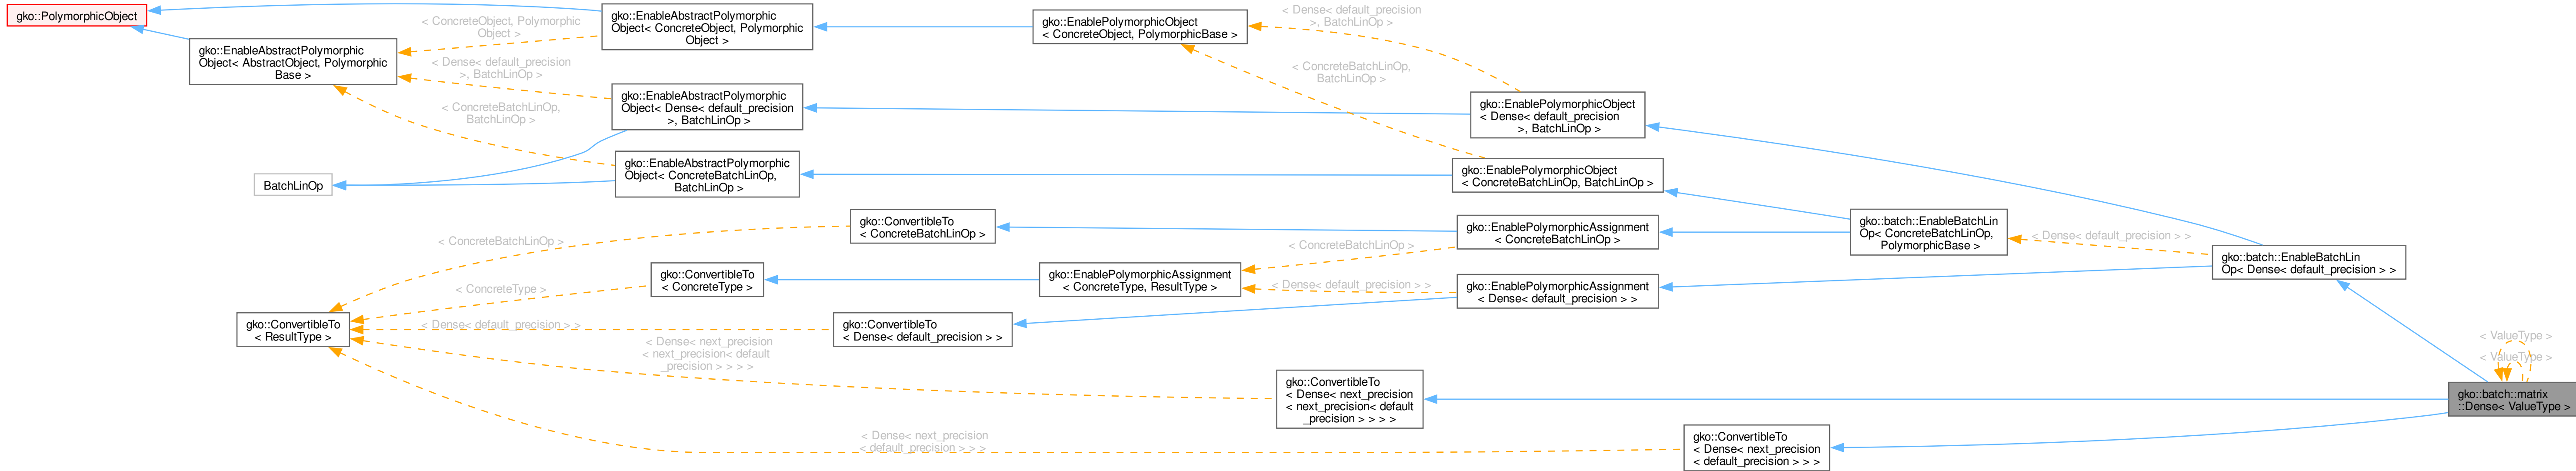 gko::PolymorphicObject
gko::EnableAbstractPolymorphic
Object< AbstractObject, Polymorphic
Base >
BatchLinOp
gko::ConvertibleTo
< ResultType >
< ConcreteObject, Polymorphic
Object >
< Dense< default_precision
>, BatchLinOp >
< ConcreteBatchLinOp,
BatchLinOp >
< ConcreteBatchLinOp >
< ConcreteType >
< Dense< default_precision > >
gko::EnableAbstractPolymorphic
Object< ConcreteObject, Polymorphic
Object >
gko::EnableAbstractPolymorphic
Object< Dense< default_precision
>, BatchLinOp >
gko::EnableAbstractPolymorphic
Object< ConcreteBatchLinOp,
BatchLinOp >
gko::ConvertibleTo
< ConcreteBatchLinOp >
gko::ConvertibleTo
< ConcreteType >
gko::ConvertibleTo
< Dense< default_precision > >
< Dense< next_precision
< next_precision< default
_precision > > > >
< Dense< next_precision
< default_precision > > >
gko::EnablePolymorphicObject
< ConcreteObject, PolymorphicBase >
gko::EnablePolymorphicAssignment
< ConcreteType, ResultType >
< Dense< default_precision
>, BatchLinOp >
< ConcreteBatchLinOp,
BatchLinOp >
< ConcreteBatchLinOp >
< Dense< default_precision > >
gko::ConvertibleTo
< Dense< next_precision
< next_precision< default
_precision > > > >
gko::EnablePolymorphicObject
< Dense< default_precision
>, BatchLinOp >
gko::EnablePolymorphicObject
< ConcreteBatchLinOp, BatchLinOp >
gko::EnablePolymorphicAssignment
< ConcreteBatchLinOp >
gko::EnablePolymorphicAssignment
< Dense< default_precision > >
gko::ConvertibleTo
< Dense< next_precision
< default_precision > > >
gko::batch::EnableBatchLin
Op< ConcreteBatchLinOp,
PolymorphicBase >
< Dense< default_precision > >
gko::batch::EnableBatchLin
Op< Dense< default_precision > >
< ValueType >
< ValueType >
gko::batch::matrix
::Dense< ValueType >